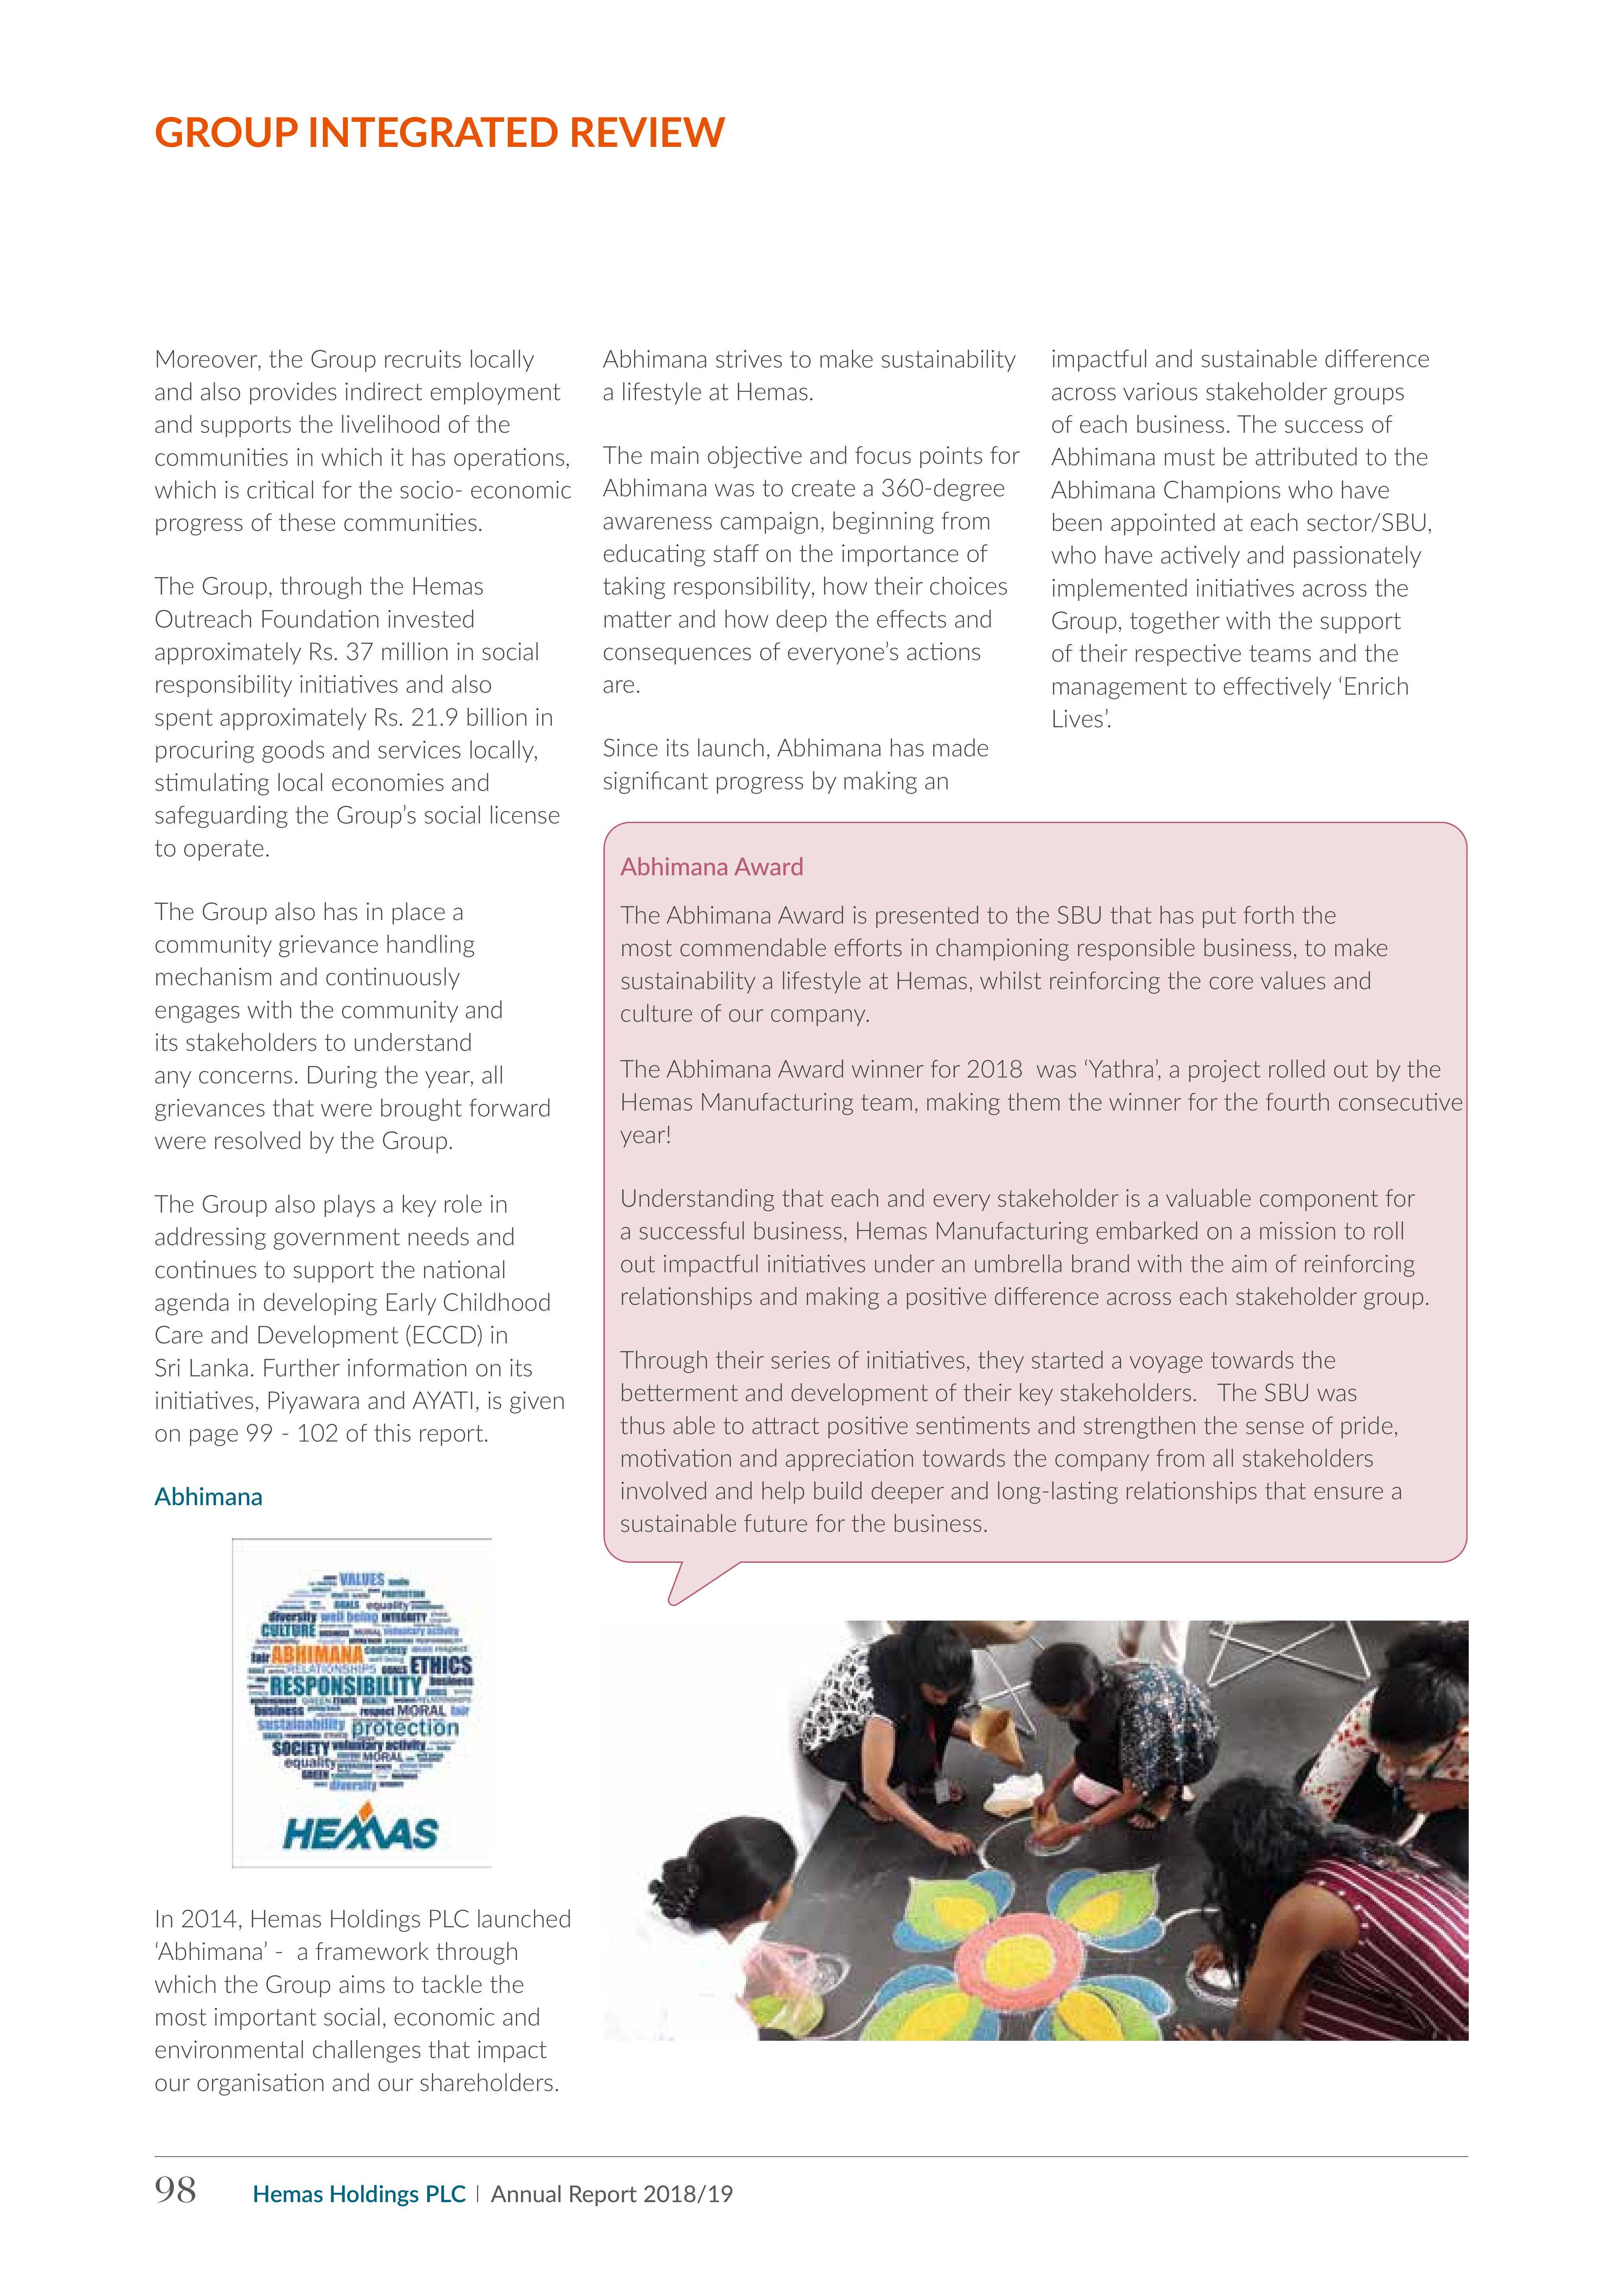 GROUP INTEGRATED REVIEW
Moreover, the Group recruits locally
and also provides indirect employment
and supports the livelihood of the
communities in which it has operations,
which is critical for the socio- economic
progress of these communities.
The Group, through the Hemas
Outreach Foundation invested
approximately Rs. 37 million in social
responsibility initiatives and also
spent approximately Rs. 21.9 billion in
procuring goods and services locally,
stimulating local economies and
safeguarding the Group's social license
to operate.
The Group also has in place a
community grievance handling
mechanism and continuously
engages with the community and
its stakeholders to understand
any concerns. During the year, all
grievances that were brought forward
were resolved by the Group.
The Group also plays a key role in
addressing government needs and
continues to support the national
agenda in developing Early Childhood
Care and Development (ECCD) in
Sri Lanka. Further information on its
initiatives, Piyawara and AYATI, is given
on page 99 - 102 of this report.
Abhimana
VALUES
GOALS equality
diversity well being INTEGRITY
CULTURE
fair ABHIMANA courtesy
RELATIONSHIPS GOALS ETHICS
RESPONSIBILITY business
business respect MORAL fair
sustainability protection
SOCIETY voluntary activity
equality MORAL
GREEN
diversity
HEMAS
In 2014, Hemas Holdings PLC launched
‘Abhimana’ - a framework through
which the Group aims to tackle the
most important social, economic and
environmental challenges that impact
our organisation and our shareholders.
Abhimana strives to make sustainability
a lifestyle at Hemas.
The main objective and focus points for
Abhimana was to create a 360-degree
awareness campaign, beginning from
educating staff on the importance of
taking responsibility, how their choices
matter and how deep the effects and
consequences of everyone's actions
are.
Since its launch, Abhimana has made
significant progress by making an
impactful and sustainable difference
across various stakeholder groups
of each business. The success of
Abhimana must be attributed to the
Abhimana Champions who have
been appointed at each sector/SBU,
who have actively and passionately
implemented initiatives across the
Group, together with the support
of their respective teams and the
management to effectively ‘Enrich
Lives’.
Abhimana Award
The Abhimana Award is presented to the SBU that has put forth the
most commendable efforts in championing responsible business, to make
sustainability a lifestyle at Hemas, whilst reinforcing the core values and
culture of our company.
The Abhimana Award winner for 2018 was ‘Yathra’, a project rolled out by the
Hemas Manufacturing team, making them the winner for the fourth consecutive
year!
Understanding that each and every stakeholder is a valuable component for
a successful business, Hemas Manufacturing embarked on a mission to roll
out impactful initiatives under an umbrella brand with the aim of reinforcing
relationships and making a positive difference across each stakeholder group.
Through their series of initiatives, they started a voyage towards the
betterment and development of their key stakeholders. The SBU was
thus able to attract positive sentiments and strengthen the sense of pride,
motivation and appreciation towards the company from all stakeholders
involved and help build deeper and long-lasting relationships that ensure a
sustainable future for the business.
98 Hemas Holdings PLC | Annual Report 2018/19